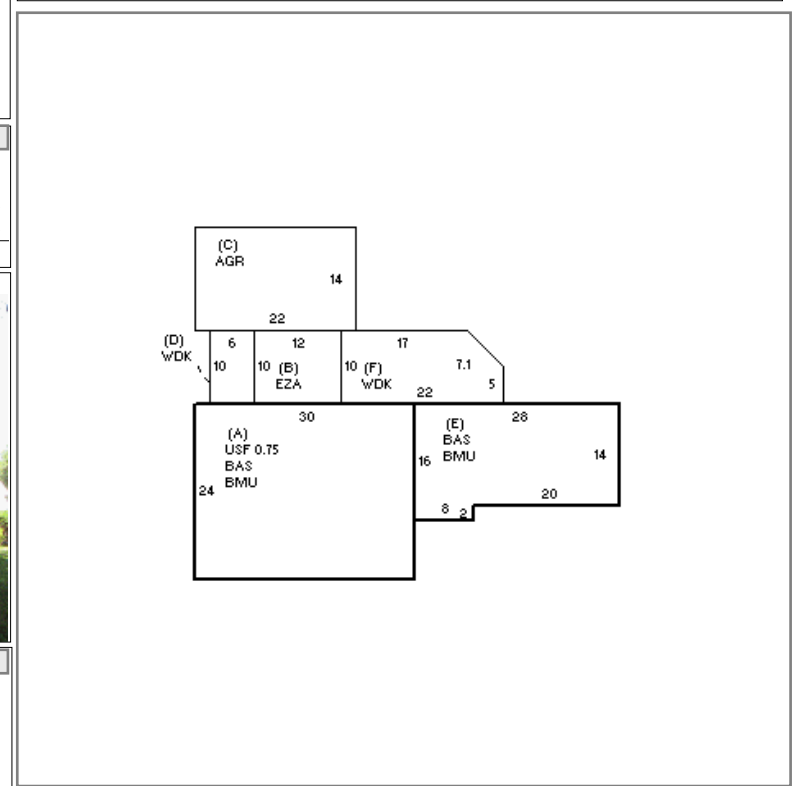 (C)
AGR
14
22
(D)
WDK
6
12
17
10
10 (B)
EZA
10 (F)
WDK
7.1
5
22
30
28
(A)
USF 0.75
BAS
BMU
(E)
BAS
BMU
16
14
24
20
8
2